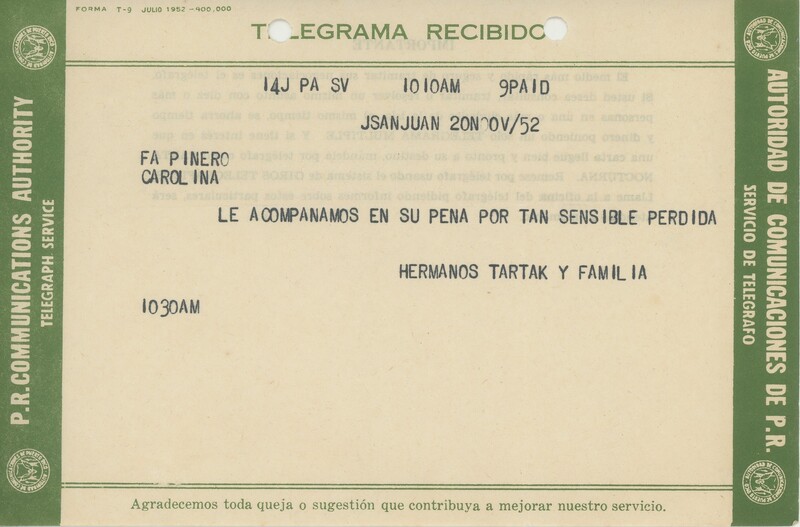 FORMA T-9 JULIO 1952-400,000
TELEGRAMA RECIBIDO
14J PA SV 1010AM 9PAID
JSANJUAN 20N OV/52
FA PINERO
CAROLINA
LE ACOMPANAMOS EN SU PENA POR TAN SENSIBLE PERDIDA
HERMANOS TARTAK Y FAMILIA
1030AM
Agradecemos toda queja o sugestión que contribuya a mejorar nuestro servicio.
P.R. COMMUNICATIONS AUTHORITY
TELEGRAPH SERVICE
AUTORIDAD DE COMUNICACIONES DE P.R.
SERVICIO DE TELEGRAFO